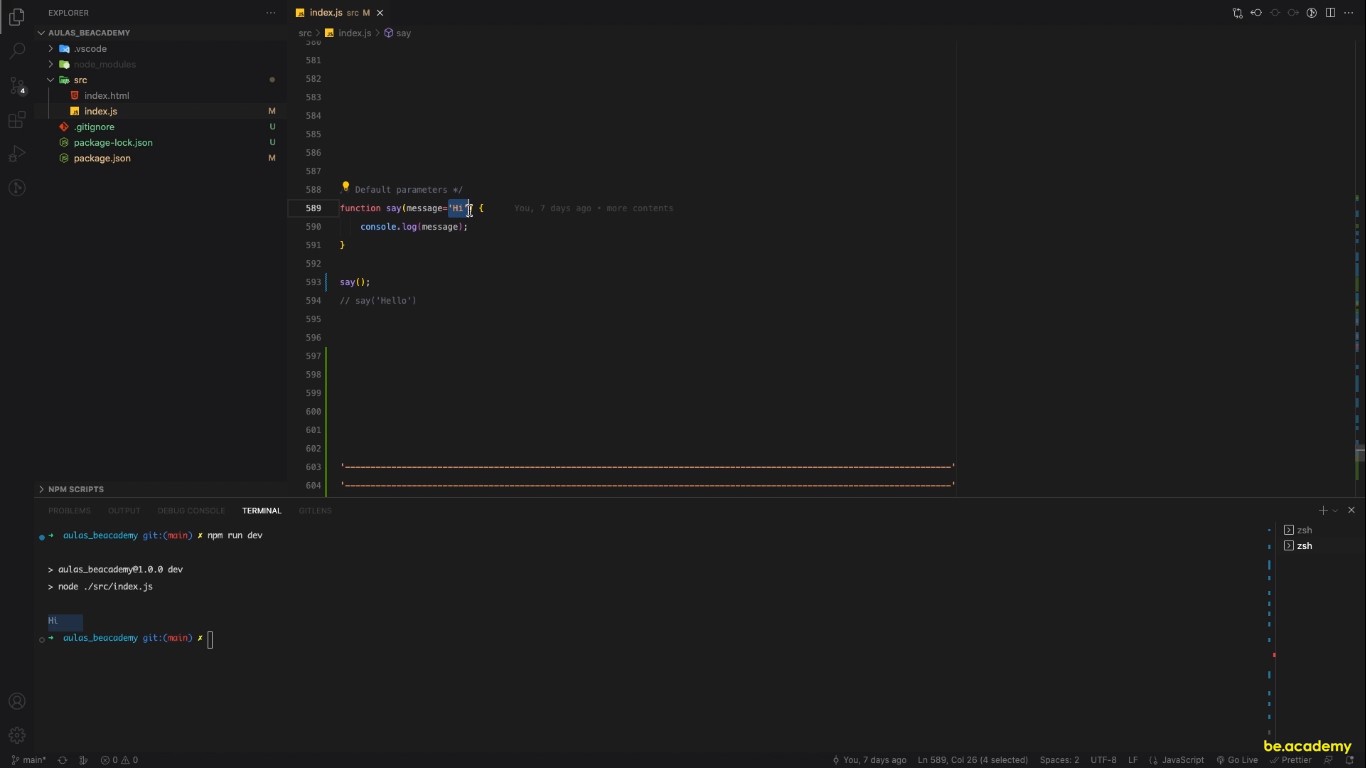 EXPLORER
index.js src M
AULAS_BEACADEMY
src > index.js > say
.vscode
node_modules
src
index.html
index.js M
.gitignore U
package-lock.json U
package.json M
4
580
581
582
583
584
585
586
587
588 Default parameters */
589 function say(message='Hi') { You, 7 days ago • more contents
590 console.log(message);
591 }
592
593 say();
594 // say('Hello')
595
596
597
598
599
600
601
602
603 '------------------------------------------------------------------------------------------------------------------------'
604 '------------------------------------------------------------------------------------------------------------------------'
NPM SCRIPTS
PROBLEMS OUTPUT DEBUG CONSOLE TERMINAL GITLENS
→ aulas_beacademy git:(main) ✗ npm run dev
> aulas_beacademy@1.0.0 dev
> node ./src/index.js
Hi
→ aulas_beacademy git:(main) ✗
zsh
zsh
be.academy
main* 0 0 You, 7 days ago Ln 589, Col 26 (4 selected) Spaces: 2 UTF-8 LF JavaScript Go Live Prettier